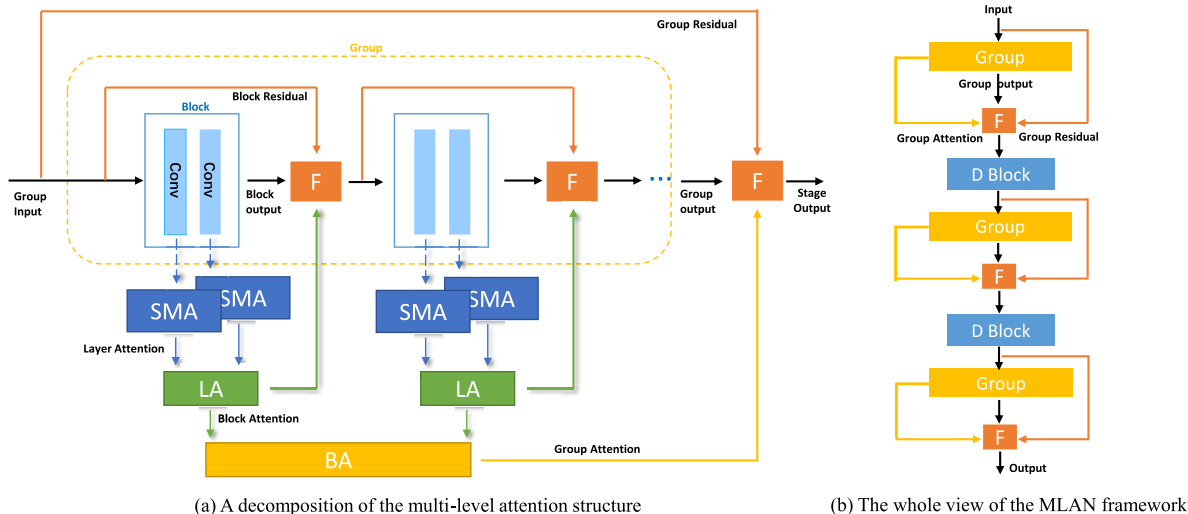 Group Residual
Group
Block Residual
Block
Conv
Conv
F
F
F
Group
Input
Block
output
...
Group
output
Stage
Output
SMA
SMA
SMA
SMA
Layer Attention
LA
LA
Block Attention
BA
Group Attention
(a) A decomposition of the multi-level attention structure
Input
Group
Group output
F
Group Attention
Group Residual
D Block
Group
F
D Block
Group
F
Output
(b) The whole view of the MLAN framework